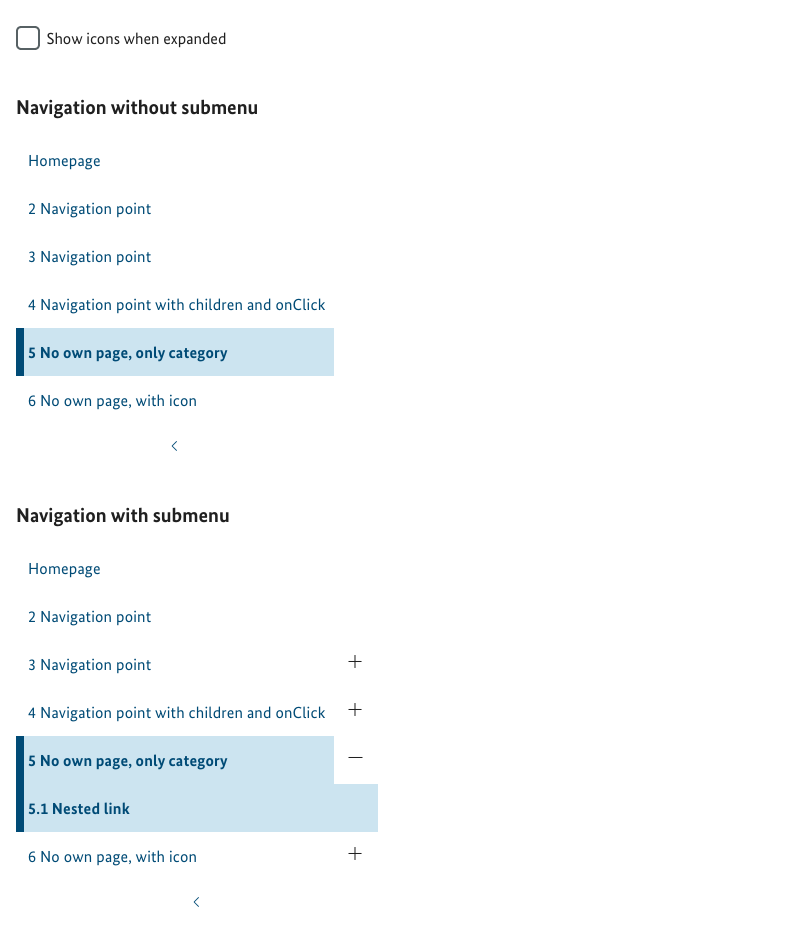 Show icons when expanded
Navigation without submenu
Homepage
2 Navigation point
3 Navigation point
4 Navigation point with children and onClick
5 No own page, only category
6 No own page, with icon
Navigation with submenu
Homepage
2 Navigation point
3 Navigation point
4 Navigation point with children and onClick
5 No own page, only category
5.1 Nested link
6 No own page, with icon